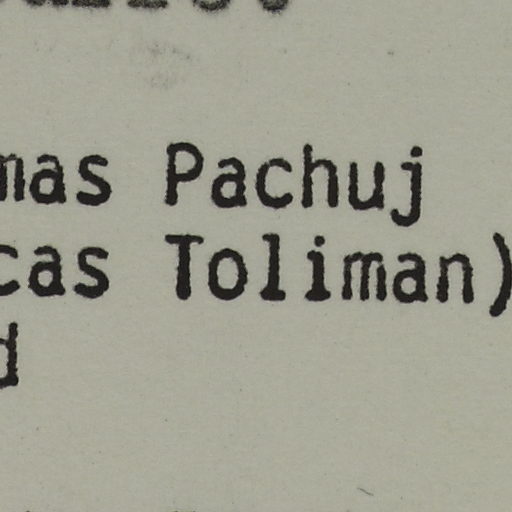 mas Pachuj
cas Toliman)
d